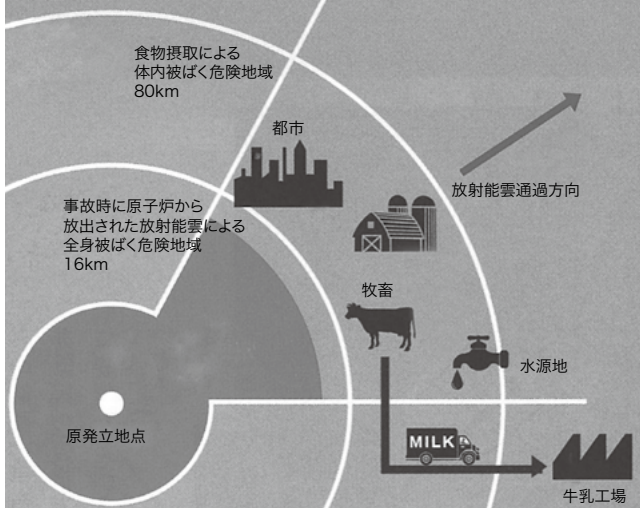 食物摂取による
体内被ばく危険地域
80km
都市
放射能雲通過方向
事故時に原子炉から
放出された放射能雲による
全身被ばく危険地域
16km
牧畜
水源地
原発立地点
MILK
牛乳工場